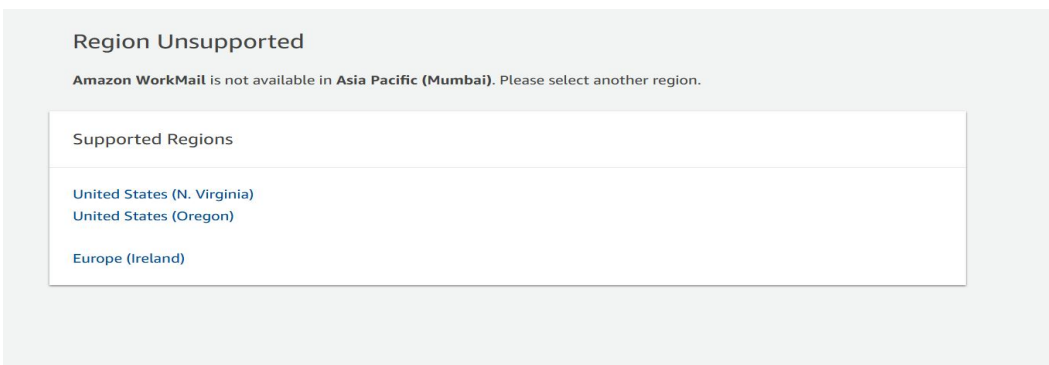 Region Unsupported
Amazon WorkMail is not available in Asia Pacific (Mumbai). Please select another region.
Supported Regions
United States (N. Virginia)
United States (Oregon)
Europe (Ireland)